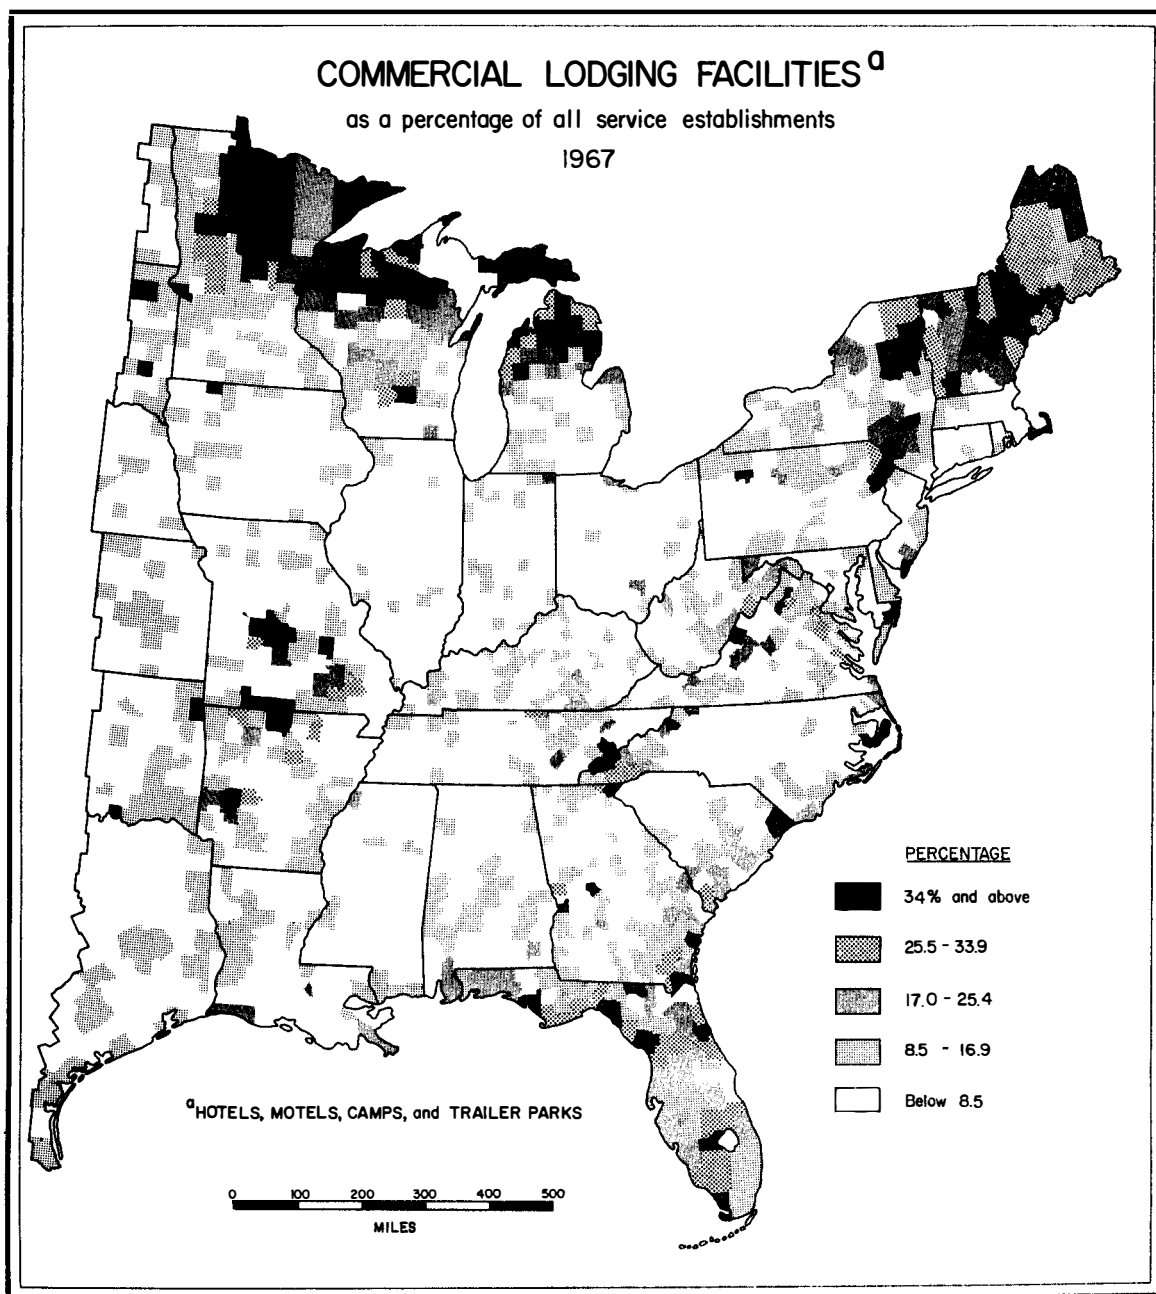 COMMERCIAL LODGING FACILITIES a
as a percentage of all service establishments
1967
PERCENTAGE
34% and above
25.5 - 33.9
17.0 - 25.4
8.5 - 16.9
Below 8.5
a HOTELS, MOTELS, CAMPS, and TRAILER PARKS
0 100 200 300 400 500
MILES